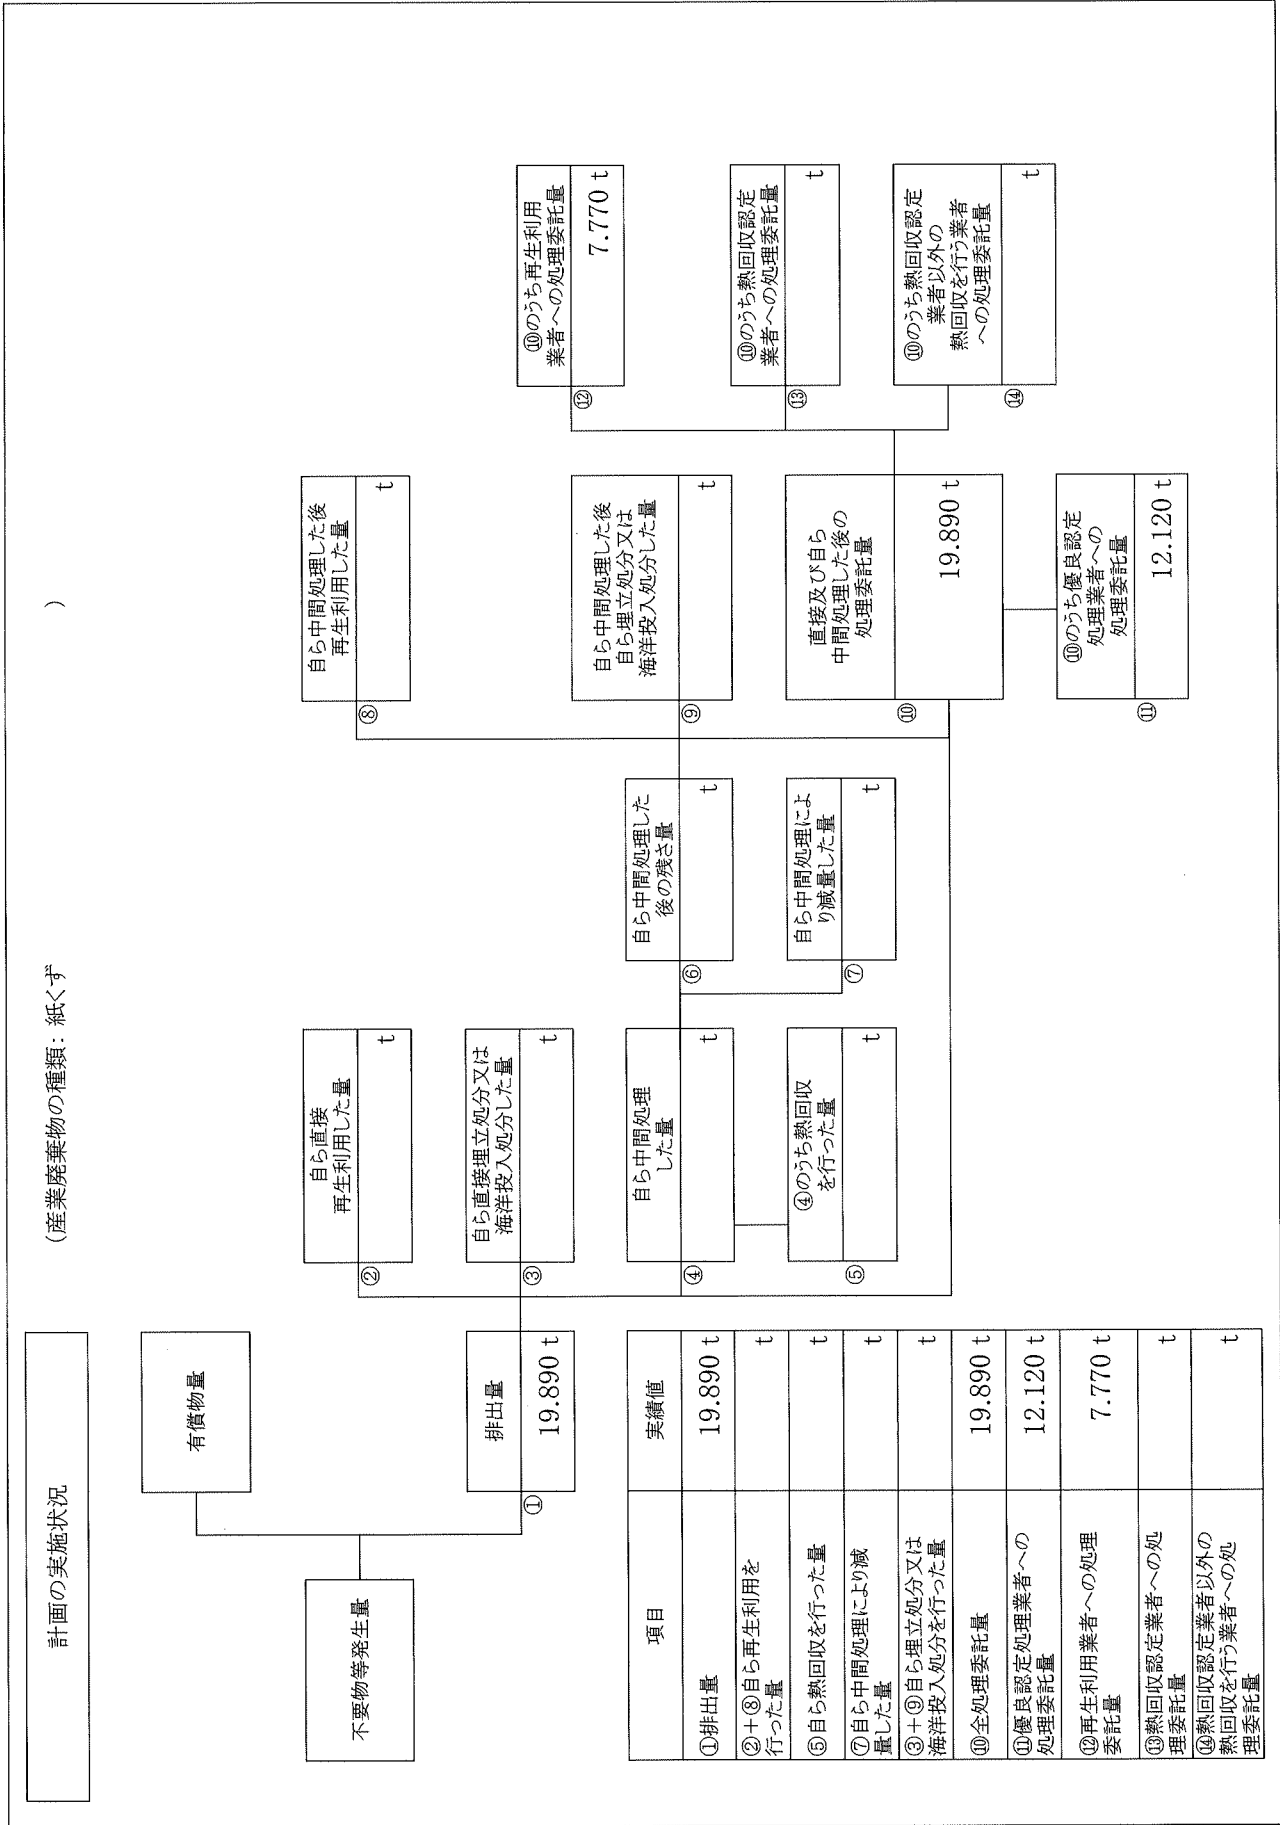 計画の実施状況
(産業廃棄物の種類：紙くず
)
不要物等発生量
有償物量
①
排出量
19.890 t
②
自ら直接
再生利用した量
t
③
自ら直接埋立処分又は
海洋投入処分した量
t
④
自ら中間処理
した量
t
⑤
④のうち熱回収
を行った量
t
⑥
自ら中間処理した
後の残さ量
t
⑦
自ら中間処理によ
り減量した量
t
⑧
自ら中間処理した後
再生利用した量
t
⑨
自ら中間処理した後
自ら埋立処分又は
海洋投入処分した量
t
⑩
直接及び自ら
中間処理した後の
処理委託量
19.890 t
⑪
⑩のうち優良認定
処理業者への
処理委託量
12.120 t
⑫
⑩のうち再生利用
業者への処理委託量
7.770 t
⑬
⑩のうち熱回収認定
業者への処理委託量
t
⑭
⑩のうち熱回収認定
業者以外の
熱回収を行う業者
への処理委託量
t
項目
実績値
①排出量
19.890 t
②+⑧自ら再生利用を
行った量
t
⑤自ら熱回収を行った量
t
⑦自ら中間処理により減
量した量
t
③+⑨自ら埋立処分又は
海洋投入処分を行った量
t
⑩全処理委託量
19.890 t
⑪優良認定処理業者への
処理委託量
12.120 t
⑫再生利用業者への処理
委託量
7.770 t
⑬熱回収認定業者への処
理委託量
t
⑭熱回収認定業者以外の
熱回収を行う業者への処
理委託量
t